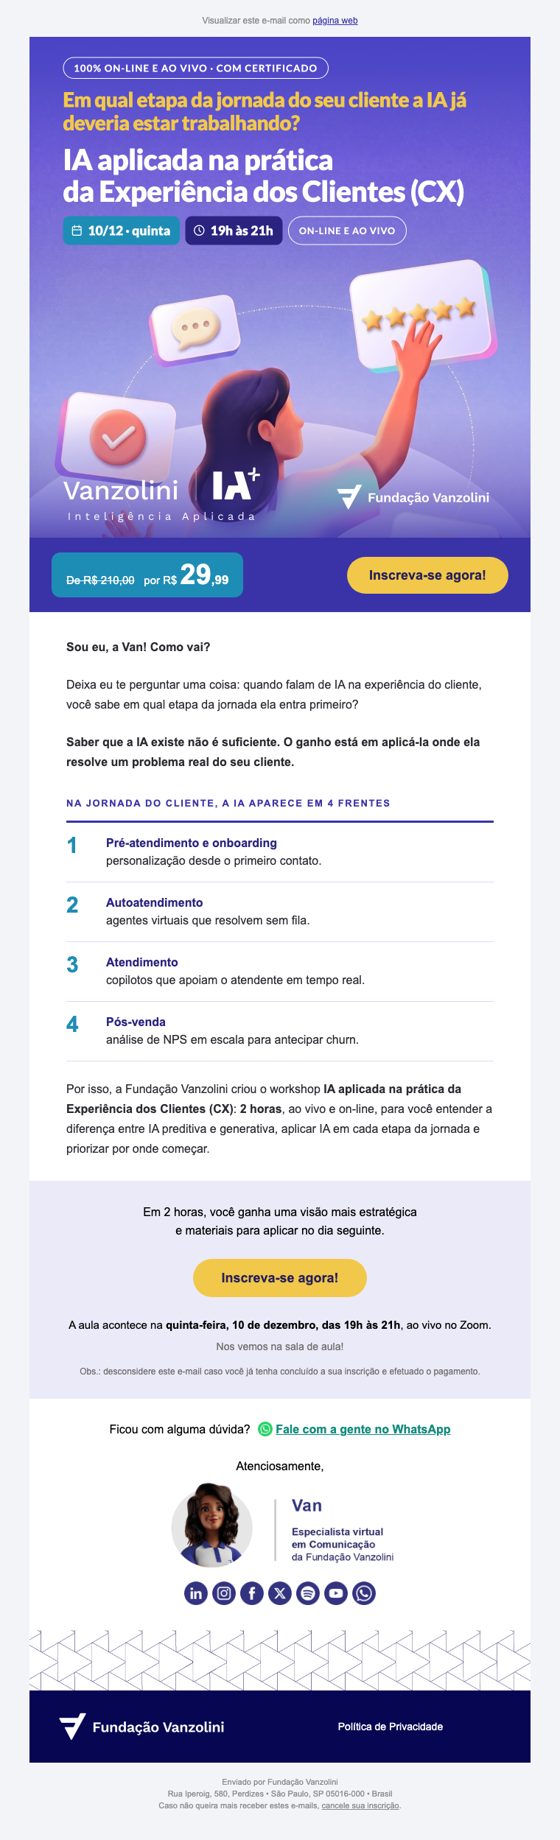 Visualizar este e-mail como página web
100% ON-LINE E AO VIVO · COM CERTIFICADO
Em qual etapa da jornada do seu cliente a IA já
deveria estar trabalhando?
IA aplicada na prática
da Experiência dos Clientes (CX)
10/12 · quinta
19h às 21h
ON-LINE E AO VIVO
Vanzolini IA+
Inteligência Aplicada
Fundação Vanzolini
De R$ 210,00 por R$ 29,99
Inscreva-se agora!
Sou eu, a Van! Como vai?
Deixa eu te perguntar uma coisa: quando falam de IA na experiência do cliente,
você sabe em qual etapa da jornada ela entra primeiro?
Saber que a IA existe não é suficiente. O ganho está em aplicá-la onde ela
resolve um problema real do seu cliente.
NA JORNADA DO CLIENTE, A IA APARECE EM 4 FRENTES
1 Pré-atendimento e onboarding
personalização desde o primeiro contato.
2 Autoatendimento
agentes virtuais que resolvem sem fila.
3 Atendimento
copilotos que apoiam o atendente em tempo real.
4 Pós-venda
análise de NPS em escala para antecipar churn.
Por isso, a Fundação Vanzolini criou o workshop IA aplicada na prática da
Experiência dos Clientes (CX): 2 horas, ao vivo e on-line, para você entender a
diferença entre IA preditiva e generativa, aplicar IA em cada etapa da jornada e
priorizar por onde começar.
Em 2 horas, você ganha uma visão mais estratégica
e materiais para aplicar no dia seguinte.
Inscreva-se agora!
A aula acontece na quinta-feira, 10 de dezembro, das 19h às 21h, ao vivo no Zoom.
Nos vemos na sala de aula!
Obs.: desconsidere este e-mail caso você já tenha concluído a sua inscrição e efetuado o pagamento.
Ficou com alguma dúvida? Fale com a gente no WhatsApp
Atenciosamente,
Van
Especialista virtual
em Comunicação
da Fundação Vanzolini
Fundação Vanzolini
Política de Privacidade
Enviado por Fundação Vanzolini
Rua Iperoig, 580, Perdizes • São Paulo, SP 05016-000 • Brasil
Caso não queira mais receber estes e-mails, cancele sua inscrição.